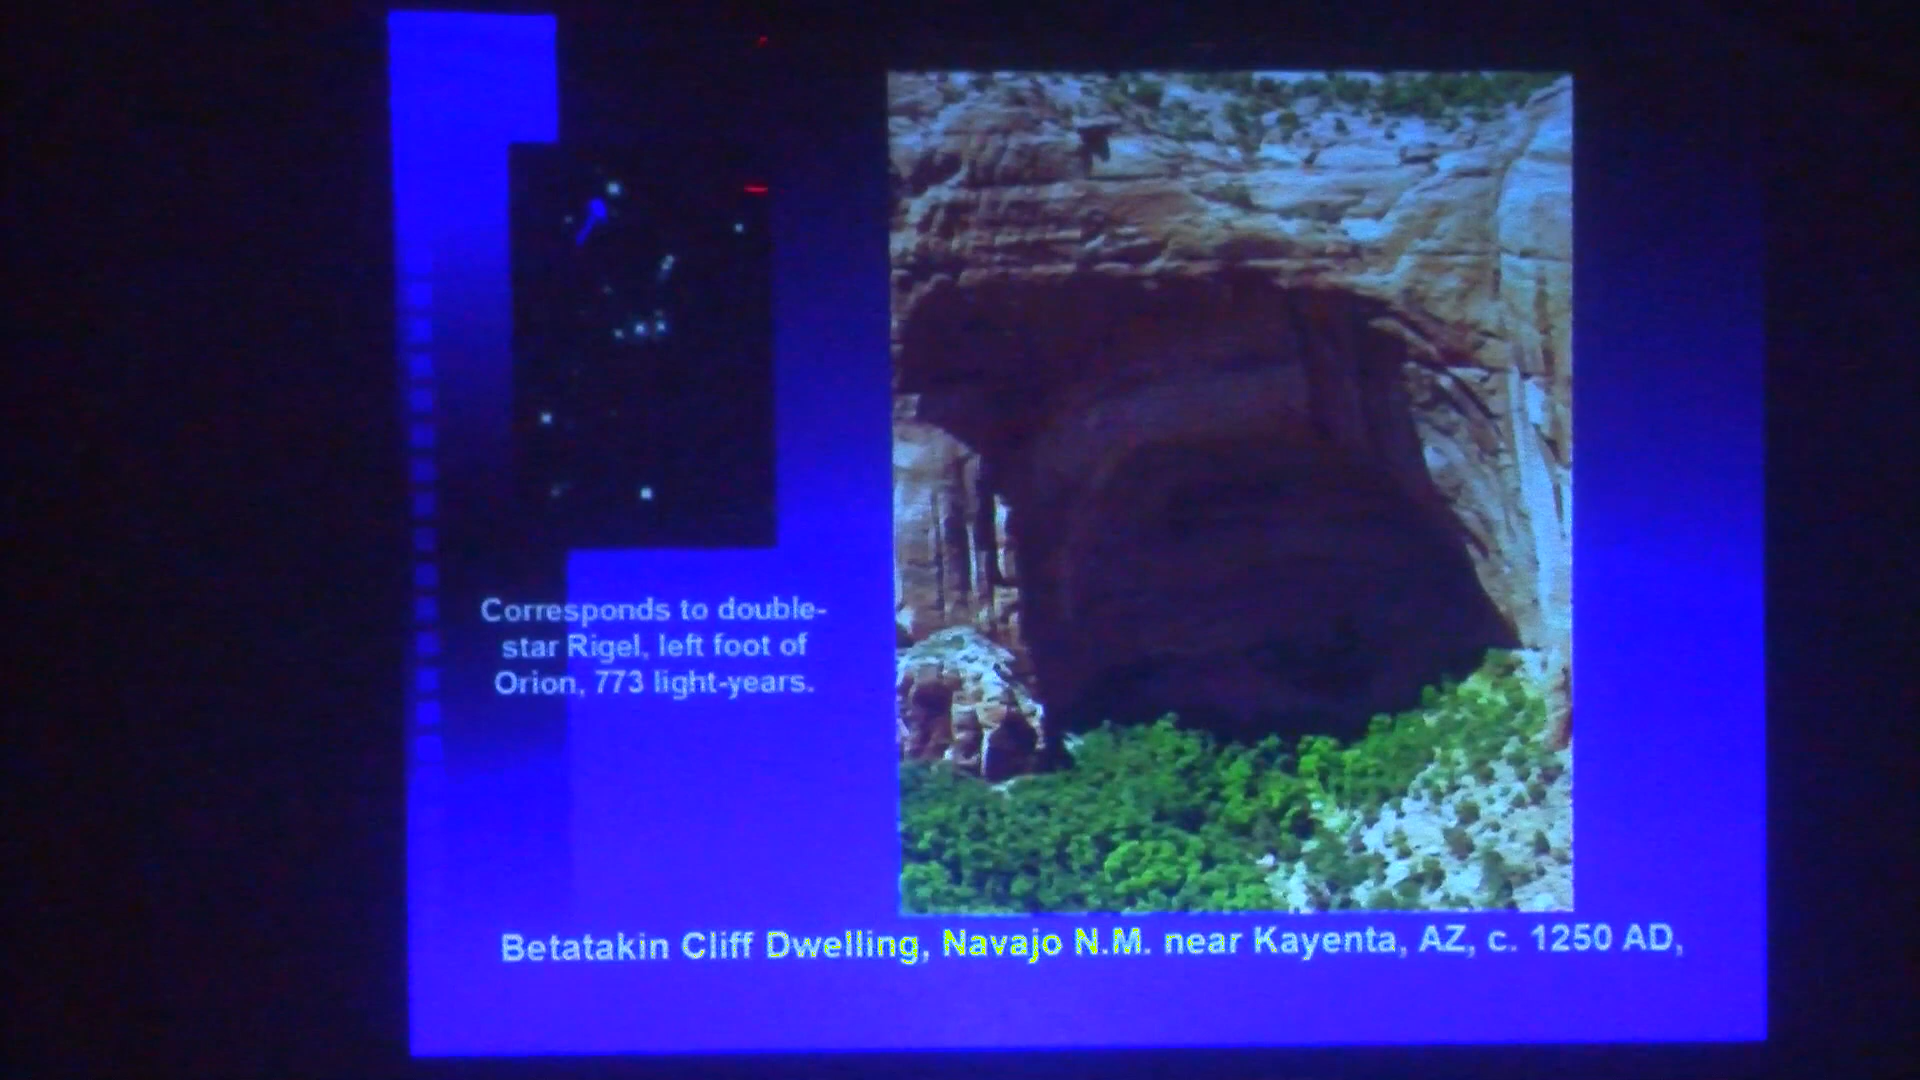 Corresponds to double-
star Rigel, left foot of
Orion, 773 light-years.
Betatakin Cliff Dwelling, Navajo N.M. near Kayenta, AZ, c. 1250 AD,